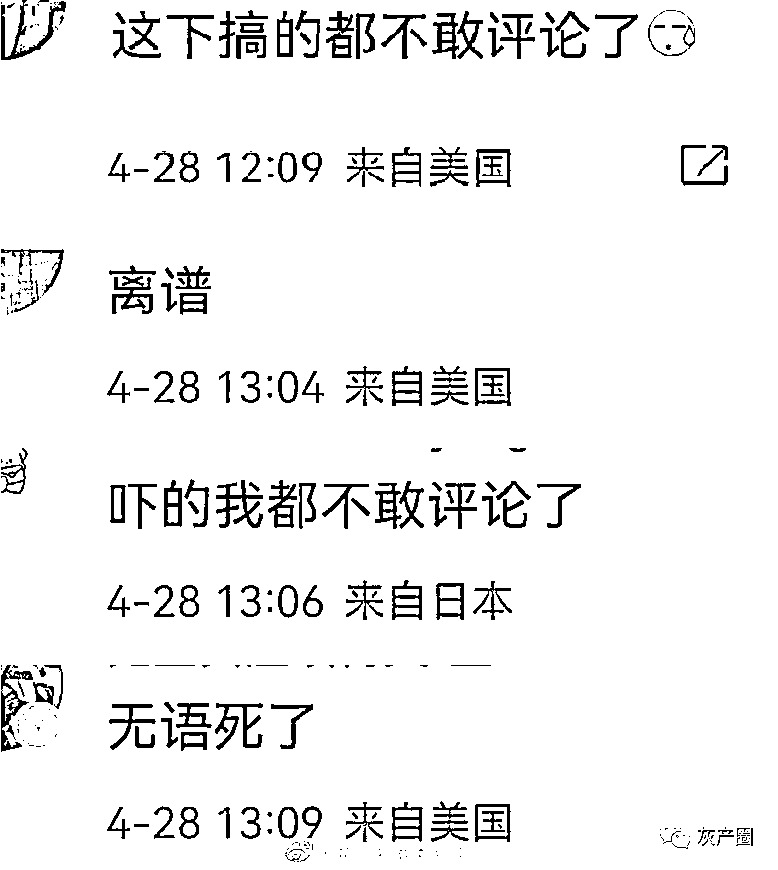 这下搞的都不敢评论了
4-28 12:09 来自美国
离谱
4-28 13:04 来自美国
吓的我都不敢评论了
4-28 13:06 来自日本
无语死了
4-28 13:09 来自美国
灰产圈